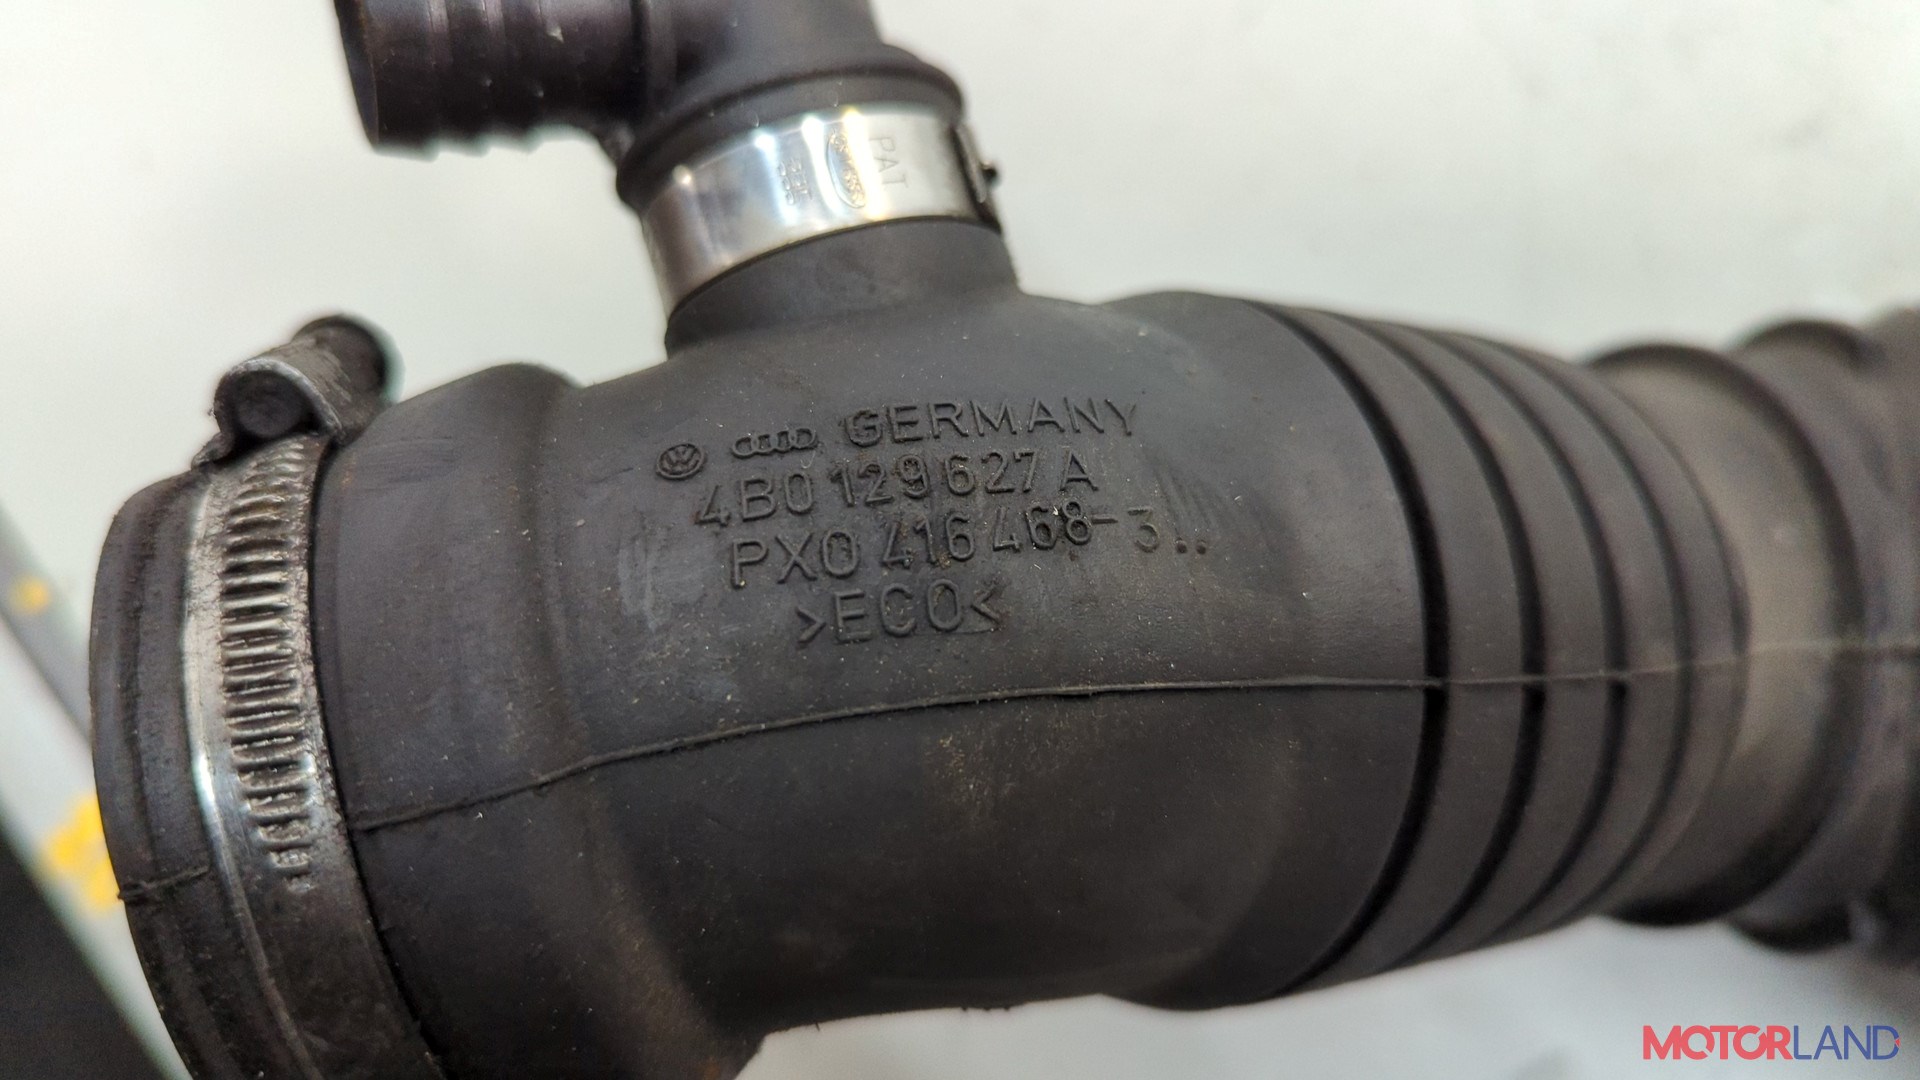 PAT
GERMANY
4B0 129 627 A
PX0 416 468-3..
>ECO<
MOTORLAND